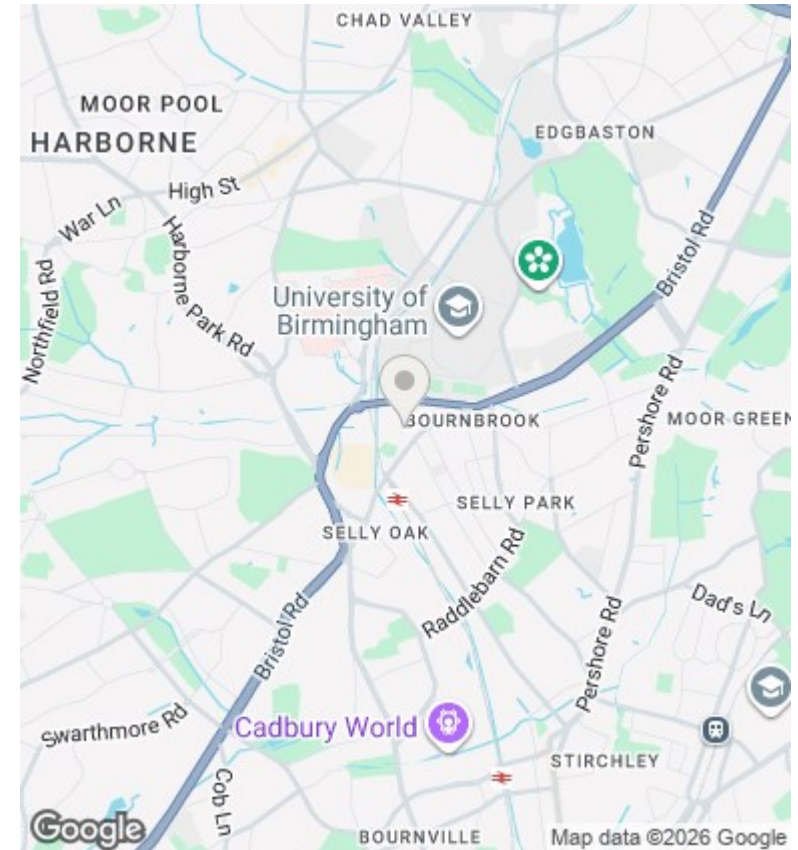 CHAD VALLEY
MOOR POOL
HARBORNE
EDGBASTON
High St
War Ln
Harborne Park Rd
Northfield Rd
Bristol Rd
University of
Birmingham
Pershore Rd
BOURNBROOK
MOOR GREEN
SELLY PARK
SELLY OAK
Raddlebarn Rd
Dad's Ln
Bristol Rd
Pershore Rd
Swarthmore Rd
Cadbury World
Cob Ln
STIRCHLEY
BOURNVILLE
Google
Map data ©2026 Google